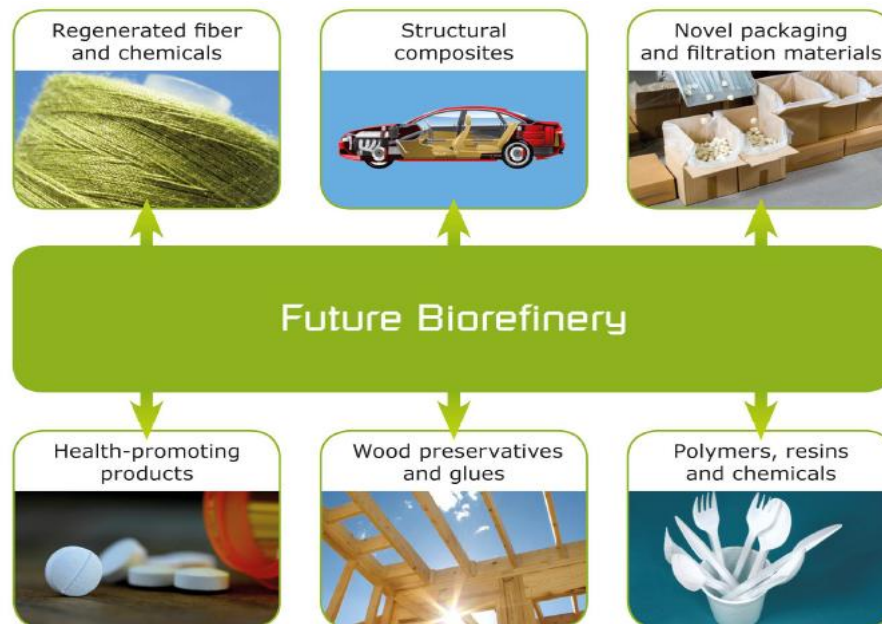 Regenerated fiber
and chemicals
Structural
composites
Novel packaging
and filtration materials
Future Biorefinery
Health-promoting
products
Wood preservatives
and glues
Polymers, resins
and chemicals